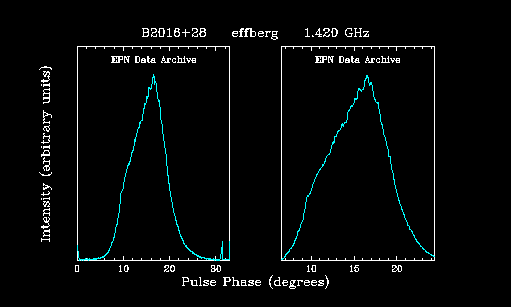 B2016+28 effberg 1.420 GHz
EPN Data Archive EPN Data Archive
Intensity (arbitrary units)
0 10 20 30 10 20
Pulse Phase (degrees)